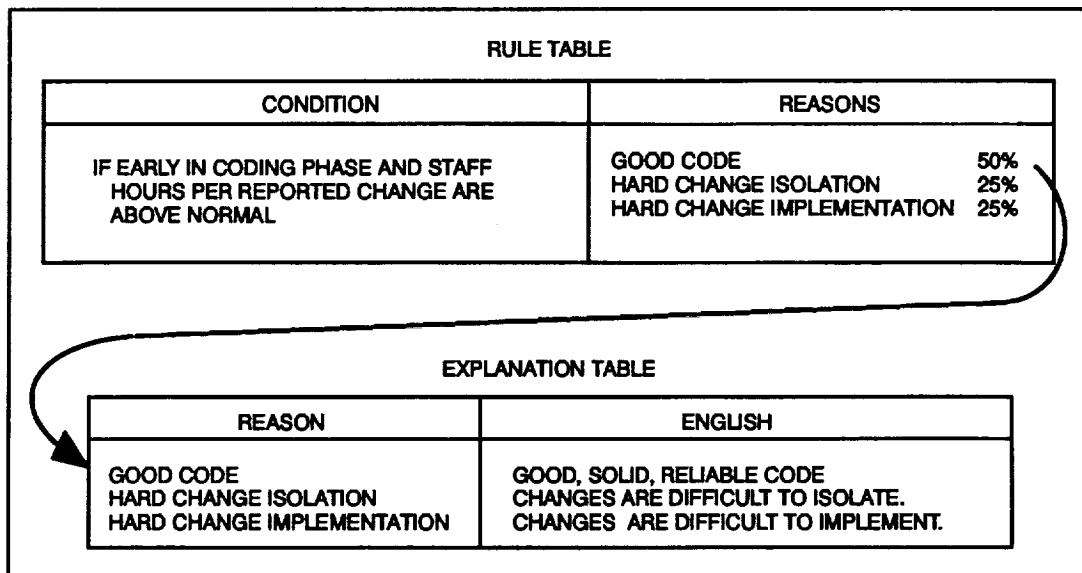 RULE TABLE
CONDITION REASONS
IF EARLY IN CODING PHASE AND STAFF
HOURS PER REPORTED CHANGE ARE
ABOVE NORMAL
GOOD CODE 50%
HARD CHANGE ISOLATION 25%
HARD CHANGE IMPLEMENTATION 25%
EXPLANATION TABLE
REASON ENGLISH
GOOD CODE GOOD, SOLID, RELIABLE CODE
HARD CHANGE ISOLATION CHANGES ARE DIFFICULT TO ISOLATE.
HARD CHANGE IMPLEMENTATION CHANGES ARE DIFFICULT TO IMPLEMENT.